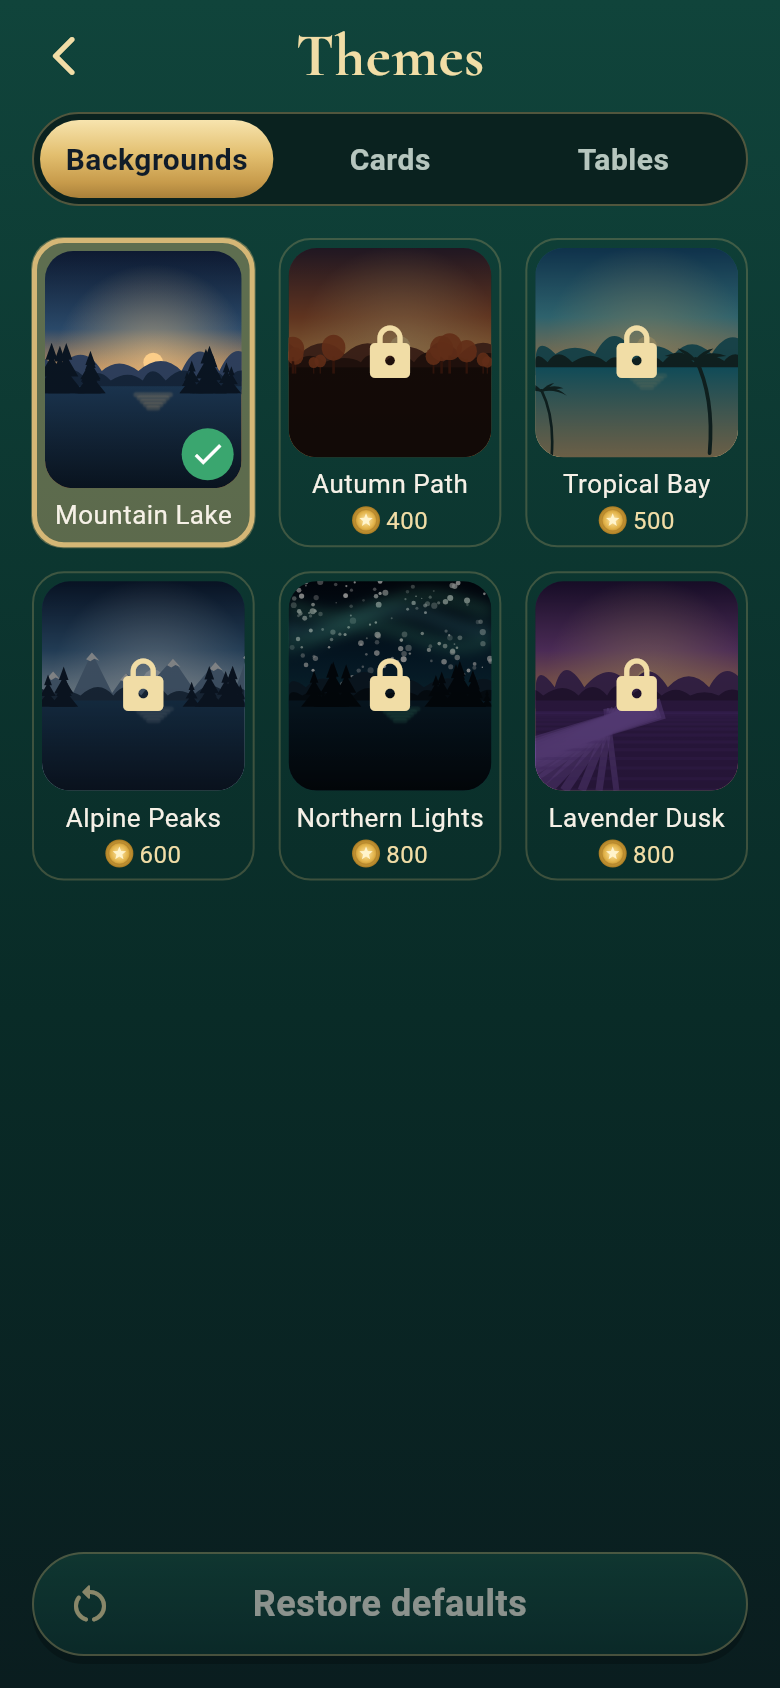 Themes
Backgrounds Cards Tables
Mountain Lake
Autumn Path
400
Tropical Bay
500
Alpine Peaks
600
Northern Lights
800
Lavender Dusk
800
Restore defaults